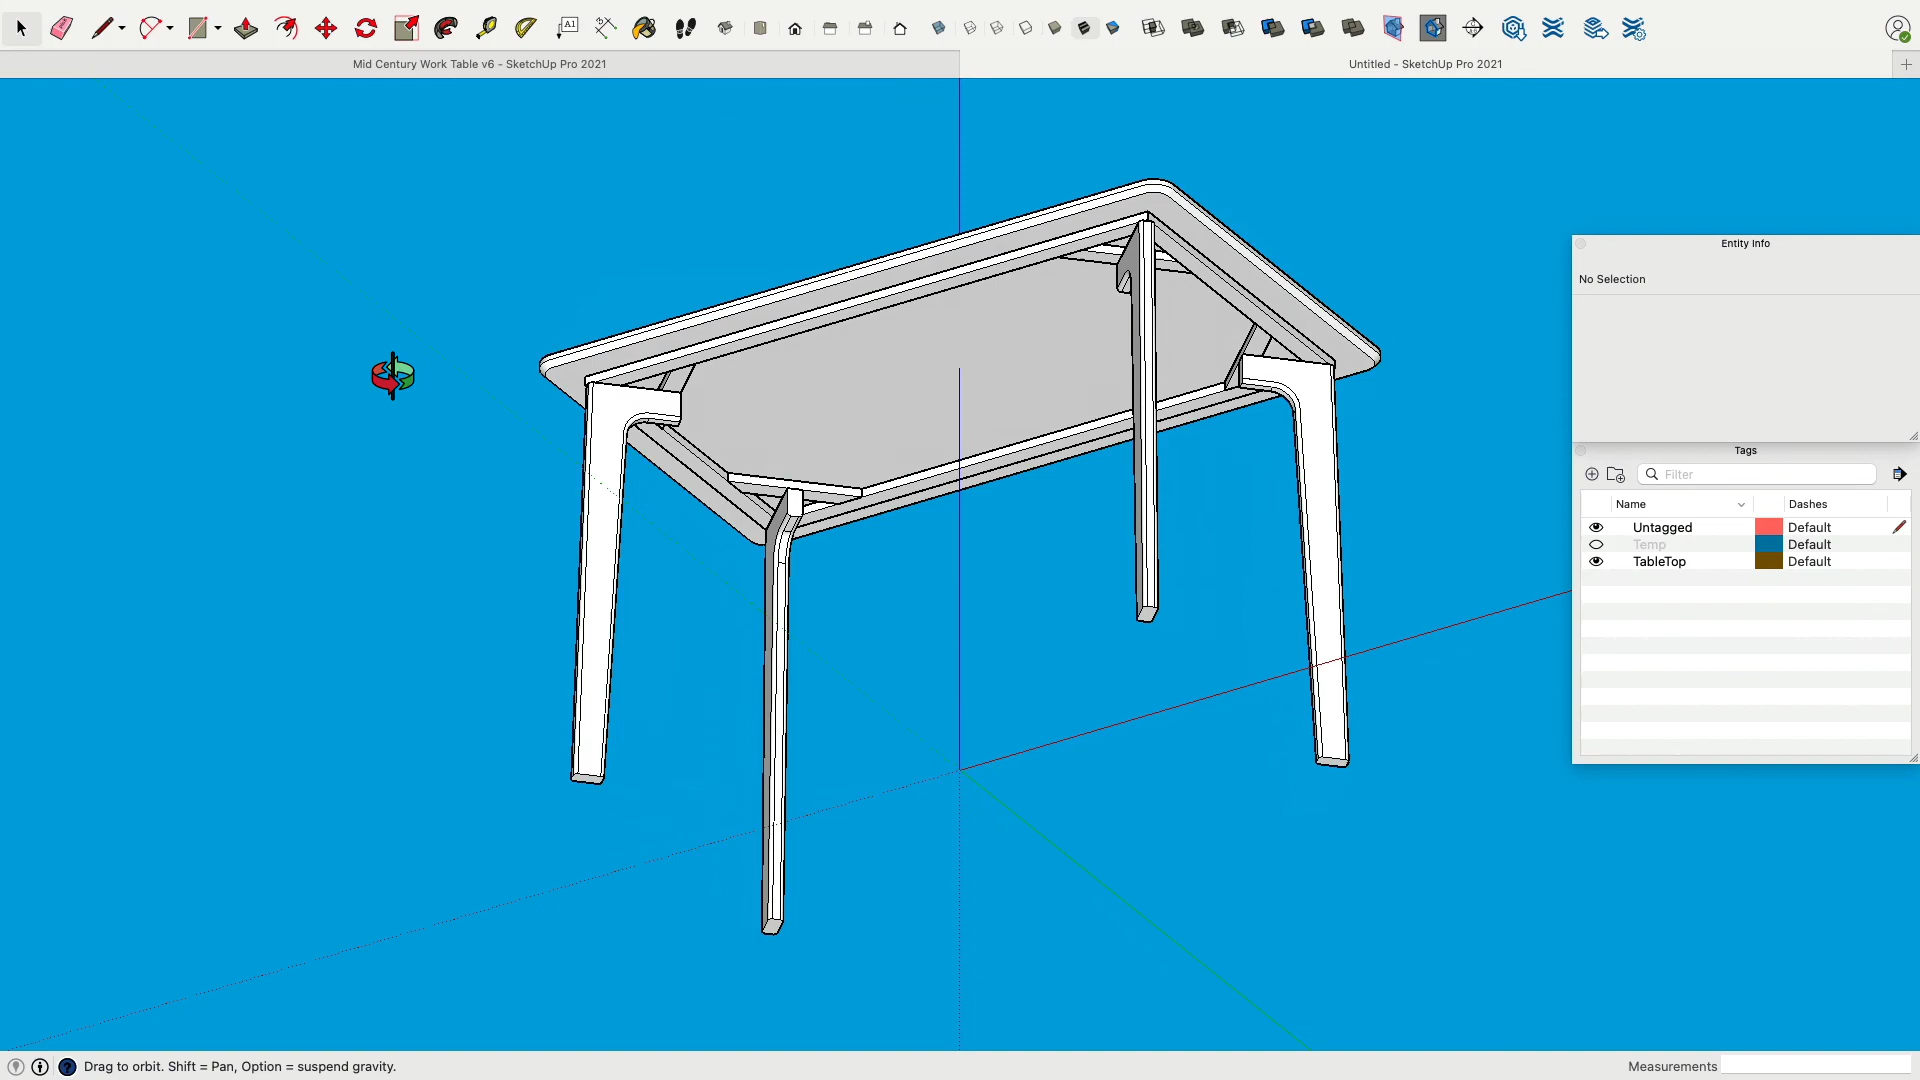 A1
Mid Century Work Table v6 - SketchUp Pro 2021
Untitled - SketchUp Pro 2021
Entity Info
No Selection
Tags
Filter
Name Dashes
Untagged Default
Temp Default
TableTop Default
Drag to orbit. Shift = Pan, Option = suspend gravity.
Measurements